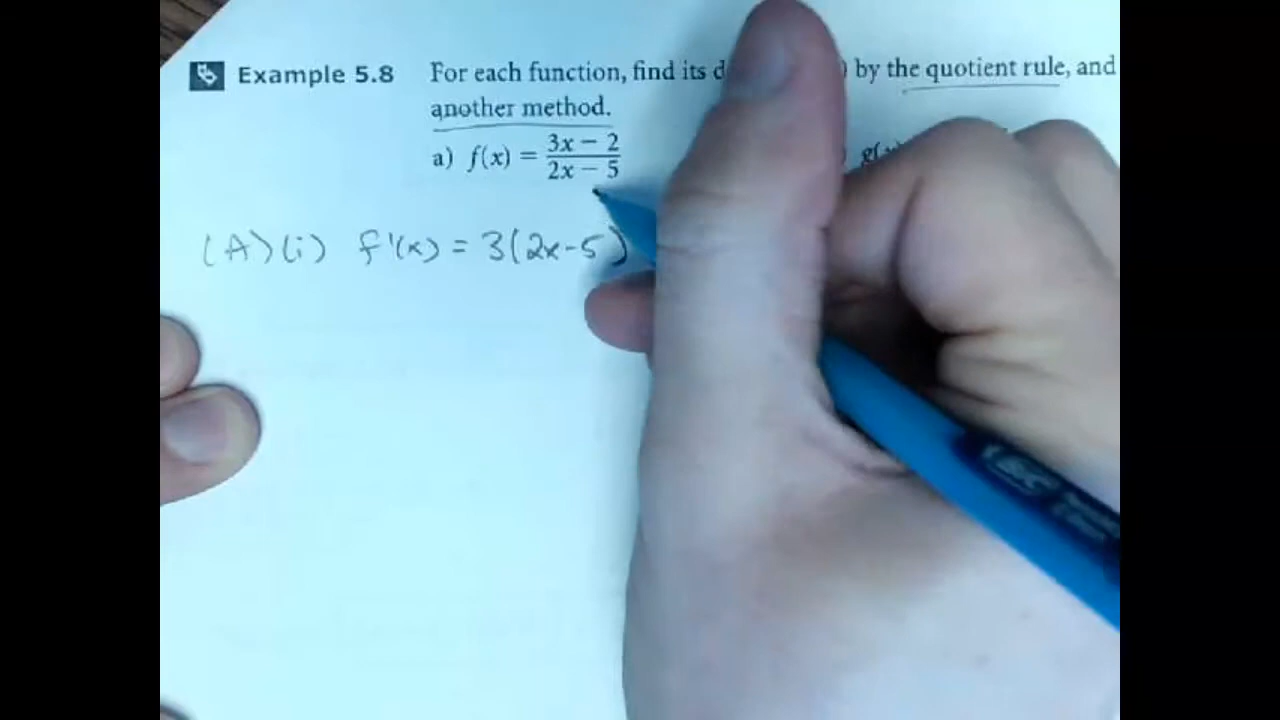 Example 5.8 For each function, find its by the quotient rule, and
another method.
a) f(x) = 3x − 2 / 2x − 5
(A)(i) f'(x) = 3(2x-5)
BIC